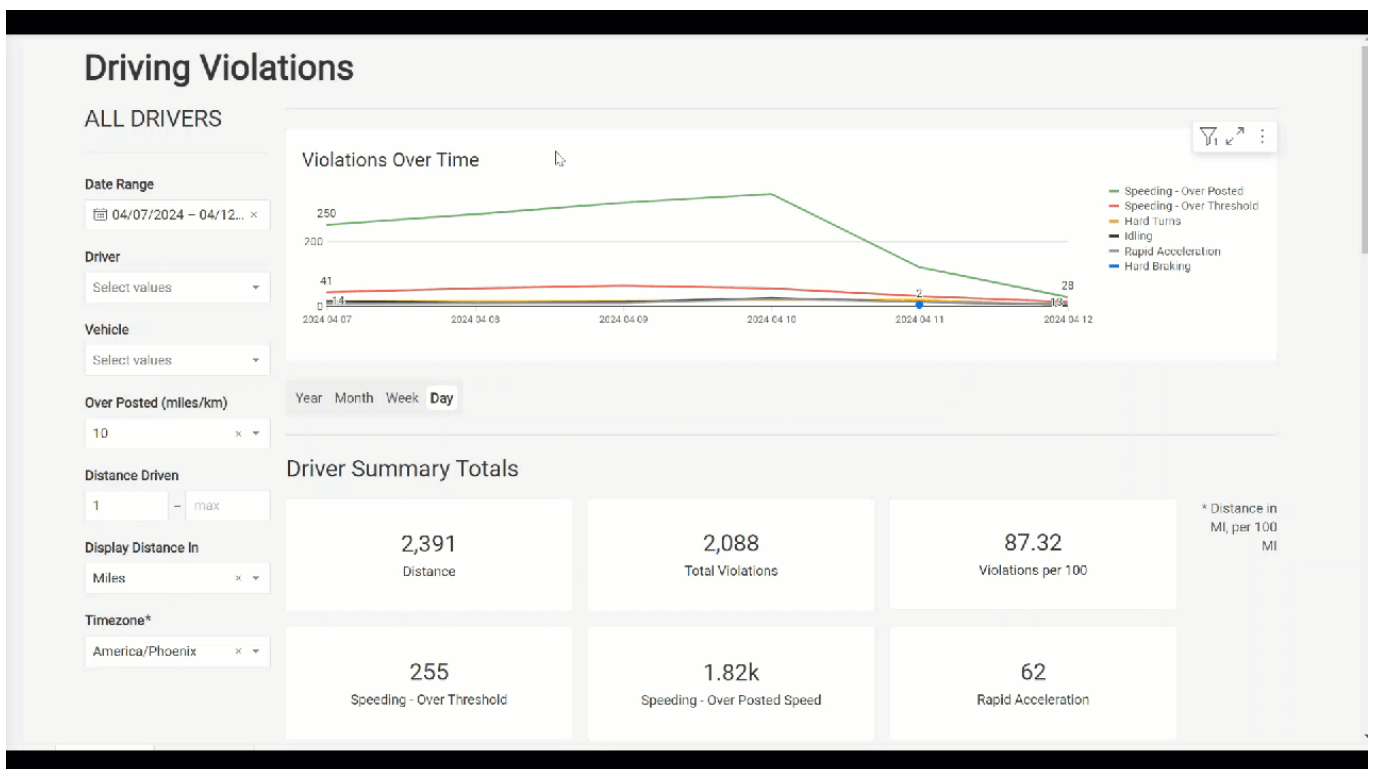 Driving Violations
ALL DRIVERS
Date Range
04/07/2024 – 04/12... ×
Driver
Select values
Vehicle
Select values
Over Posted (miles/km)
10 ×
Distance Driven
1 – max
Display Distance In
Miles ×
Timezone*
America/Phoenix ×
1
Violations Over Time
250
200
41
14
0
2
28
2024 04 07 2024 04 08 2024 04 09 2024 04 10 2024 04 11 2024 04 12
Speeding - Over Posted
Speeding - Over Threshold
Hard Turns
Idling
Rapid Acceleration
Hard Braking
Year Month Week Day
Driver Summary Totals
2,391
Distance
2,088
Total Violations
87.32
Violations per 100
* Distance in
MI, per 100
MI
255
Speeding - Over Threshold
1.82k
Speeding - Over Posted Speed
62
Rapid Acceleration